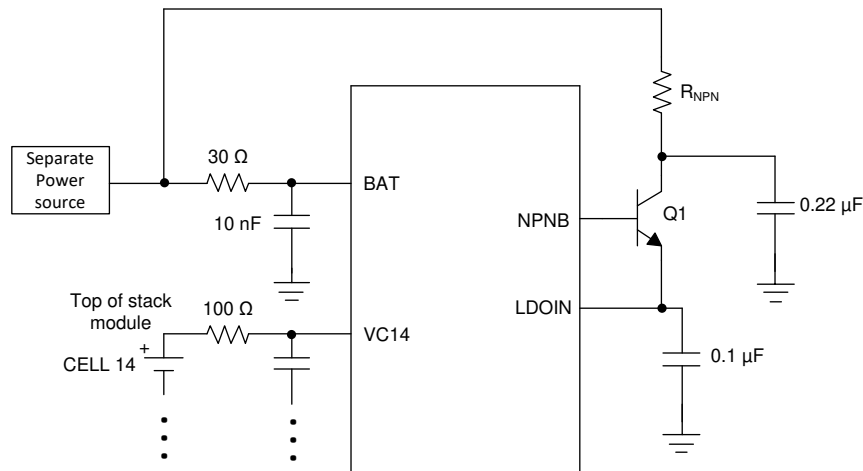 Separate
Power
source
30 Ω
BAT
10 nF
R_NPN
NPNB
Q1
0.22 µF
LDOIN
0.1 µF
Top of stack
module
100 Ω
VC14
+
CELL 14